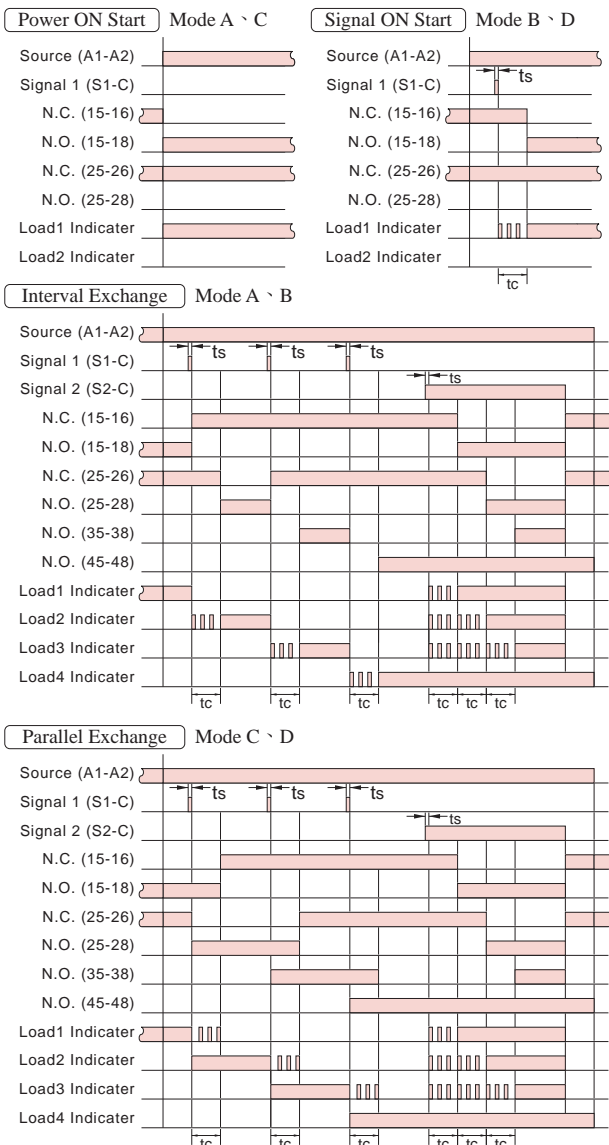 Power ON Start Mode A、C
Source (A1-A2)
Signal 1 (S1-C)
N.C. (15-16)
N.O. (15-18)
N.C. (25-26)
N.O. (25-28)
Load1 Indicater
Load2 Indicater
Signal ON Start Mode B、D
Source (A1-A2)
Signal 1 (S1-C) ts
N.C. (15-16)
N.O. (15-18)
N.C. (25-26)
N.O. (25-28)
Load1 Indicater
Load2 Indicater
tc
Interval Exchange Mode A、B
Source (A1-A2)
Signal 1 (S1-C) ts ts ts
Signal 2 (S2-C) ts
N.C. (15-16)
N.O. (15-18)
N.C. (25-26)
N.O. (25-28)
N.O. (35-38)
N.O. (45-48)
Load1 Indicater
Load2 Indicater
Load3 Indicater
Load4 Indicater
tc tc tc tc tc tc
Parallel Exchange Mode C、D
Source (A1-A2)
Signal 1 (S1-C) ts ts ts
Signal 2 (S2-C) ts
N.C. (15-16)
N.O. (15-18)
N.C. (25-26)
N.O. (25-28)
N.O. (35-38)
N.O. (45-48)
Load1 Indicater
Load2 Indicater
Load3 Indicater
Load4 Indicater
tc tc tc tc tc tc